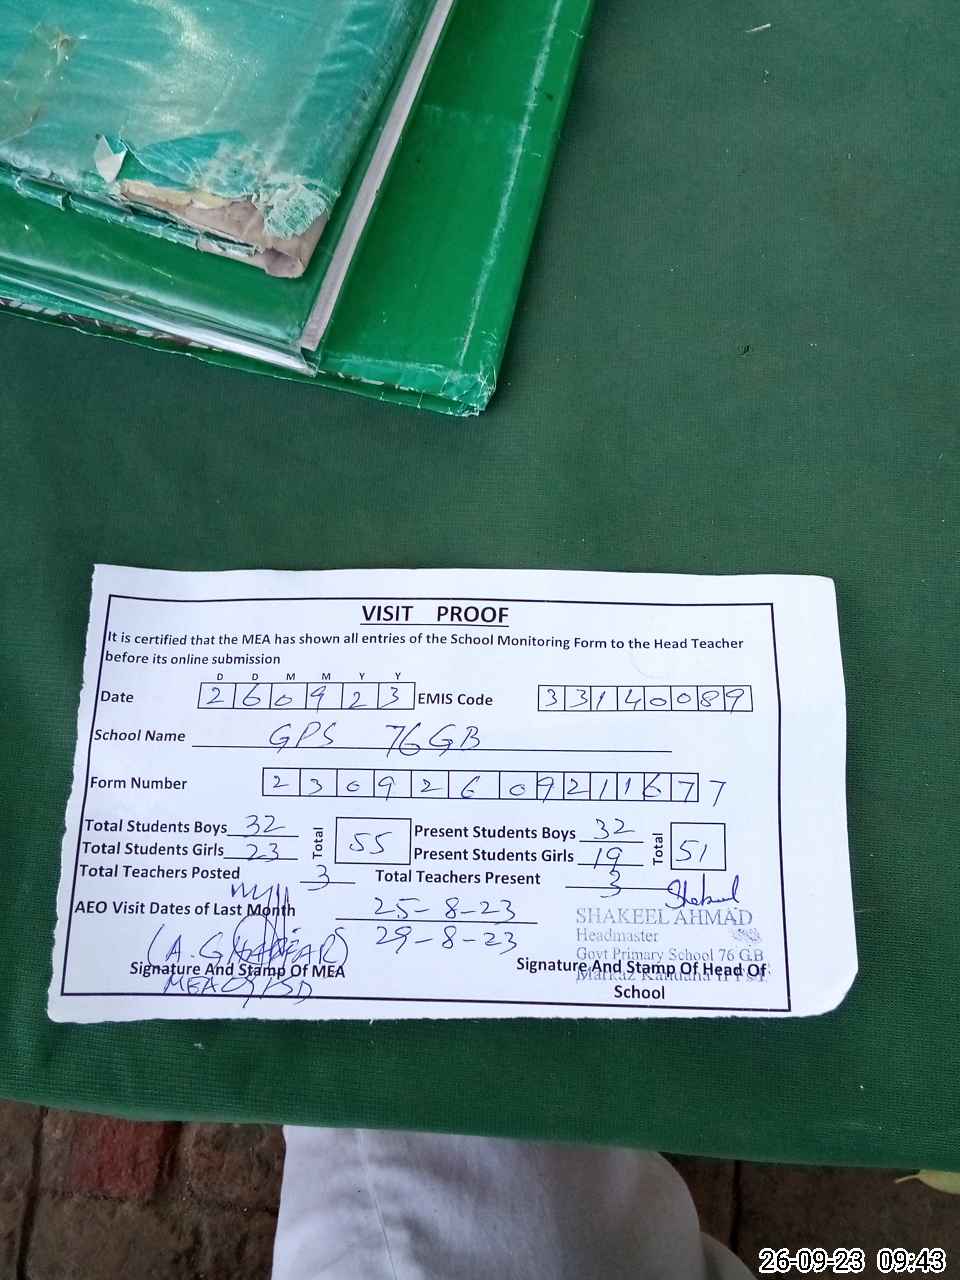 VISIT PROOF
It is certified that the MEA has shown all entries of the School Monitoring Form to the Head Teacher
before its online submission
D D M M Y Y
Date 2 6 0 9 2 3 EMIS Code 3 3 1 4 0 0 8 9
School Name GPS 76 GB
Form Number 2 3 0 9 2 6 0 9 2 1 1 6 7 7
Total Students Boys 32 Total 55 Present Students Boys 32 Total 51
Total Students Girls 23 Present Students Girls 19
Total Teachers Posted 3 Total Teachers Present 3
Shakeel
AEO Visit Dates of Last Month 25-8-23
29-8-23
SHAKEEL AHMAD
Headmaster
Govt Primary School 76 G.B
(A. GHAFFAR)
Signature And Stamp Of MEA
MEA
Signature And Stamp Of Head Of
School
26-09-23 09:43